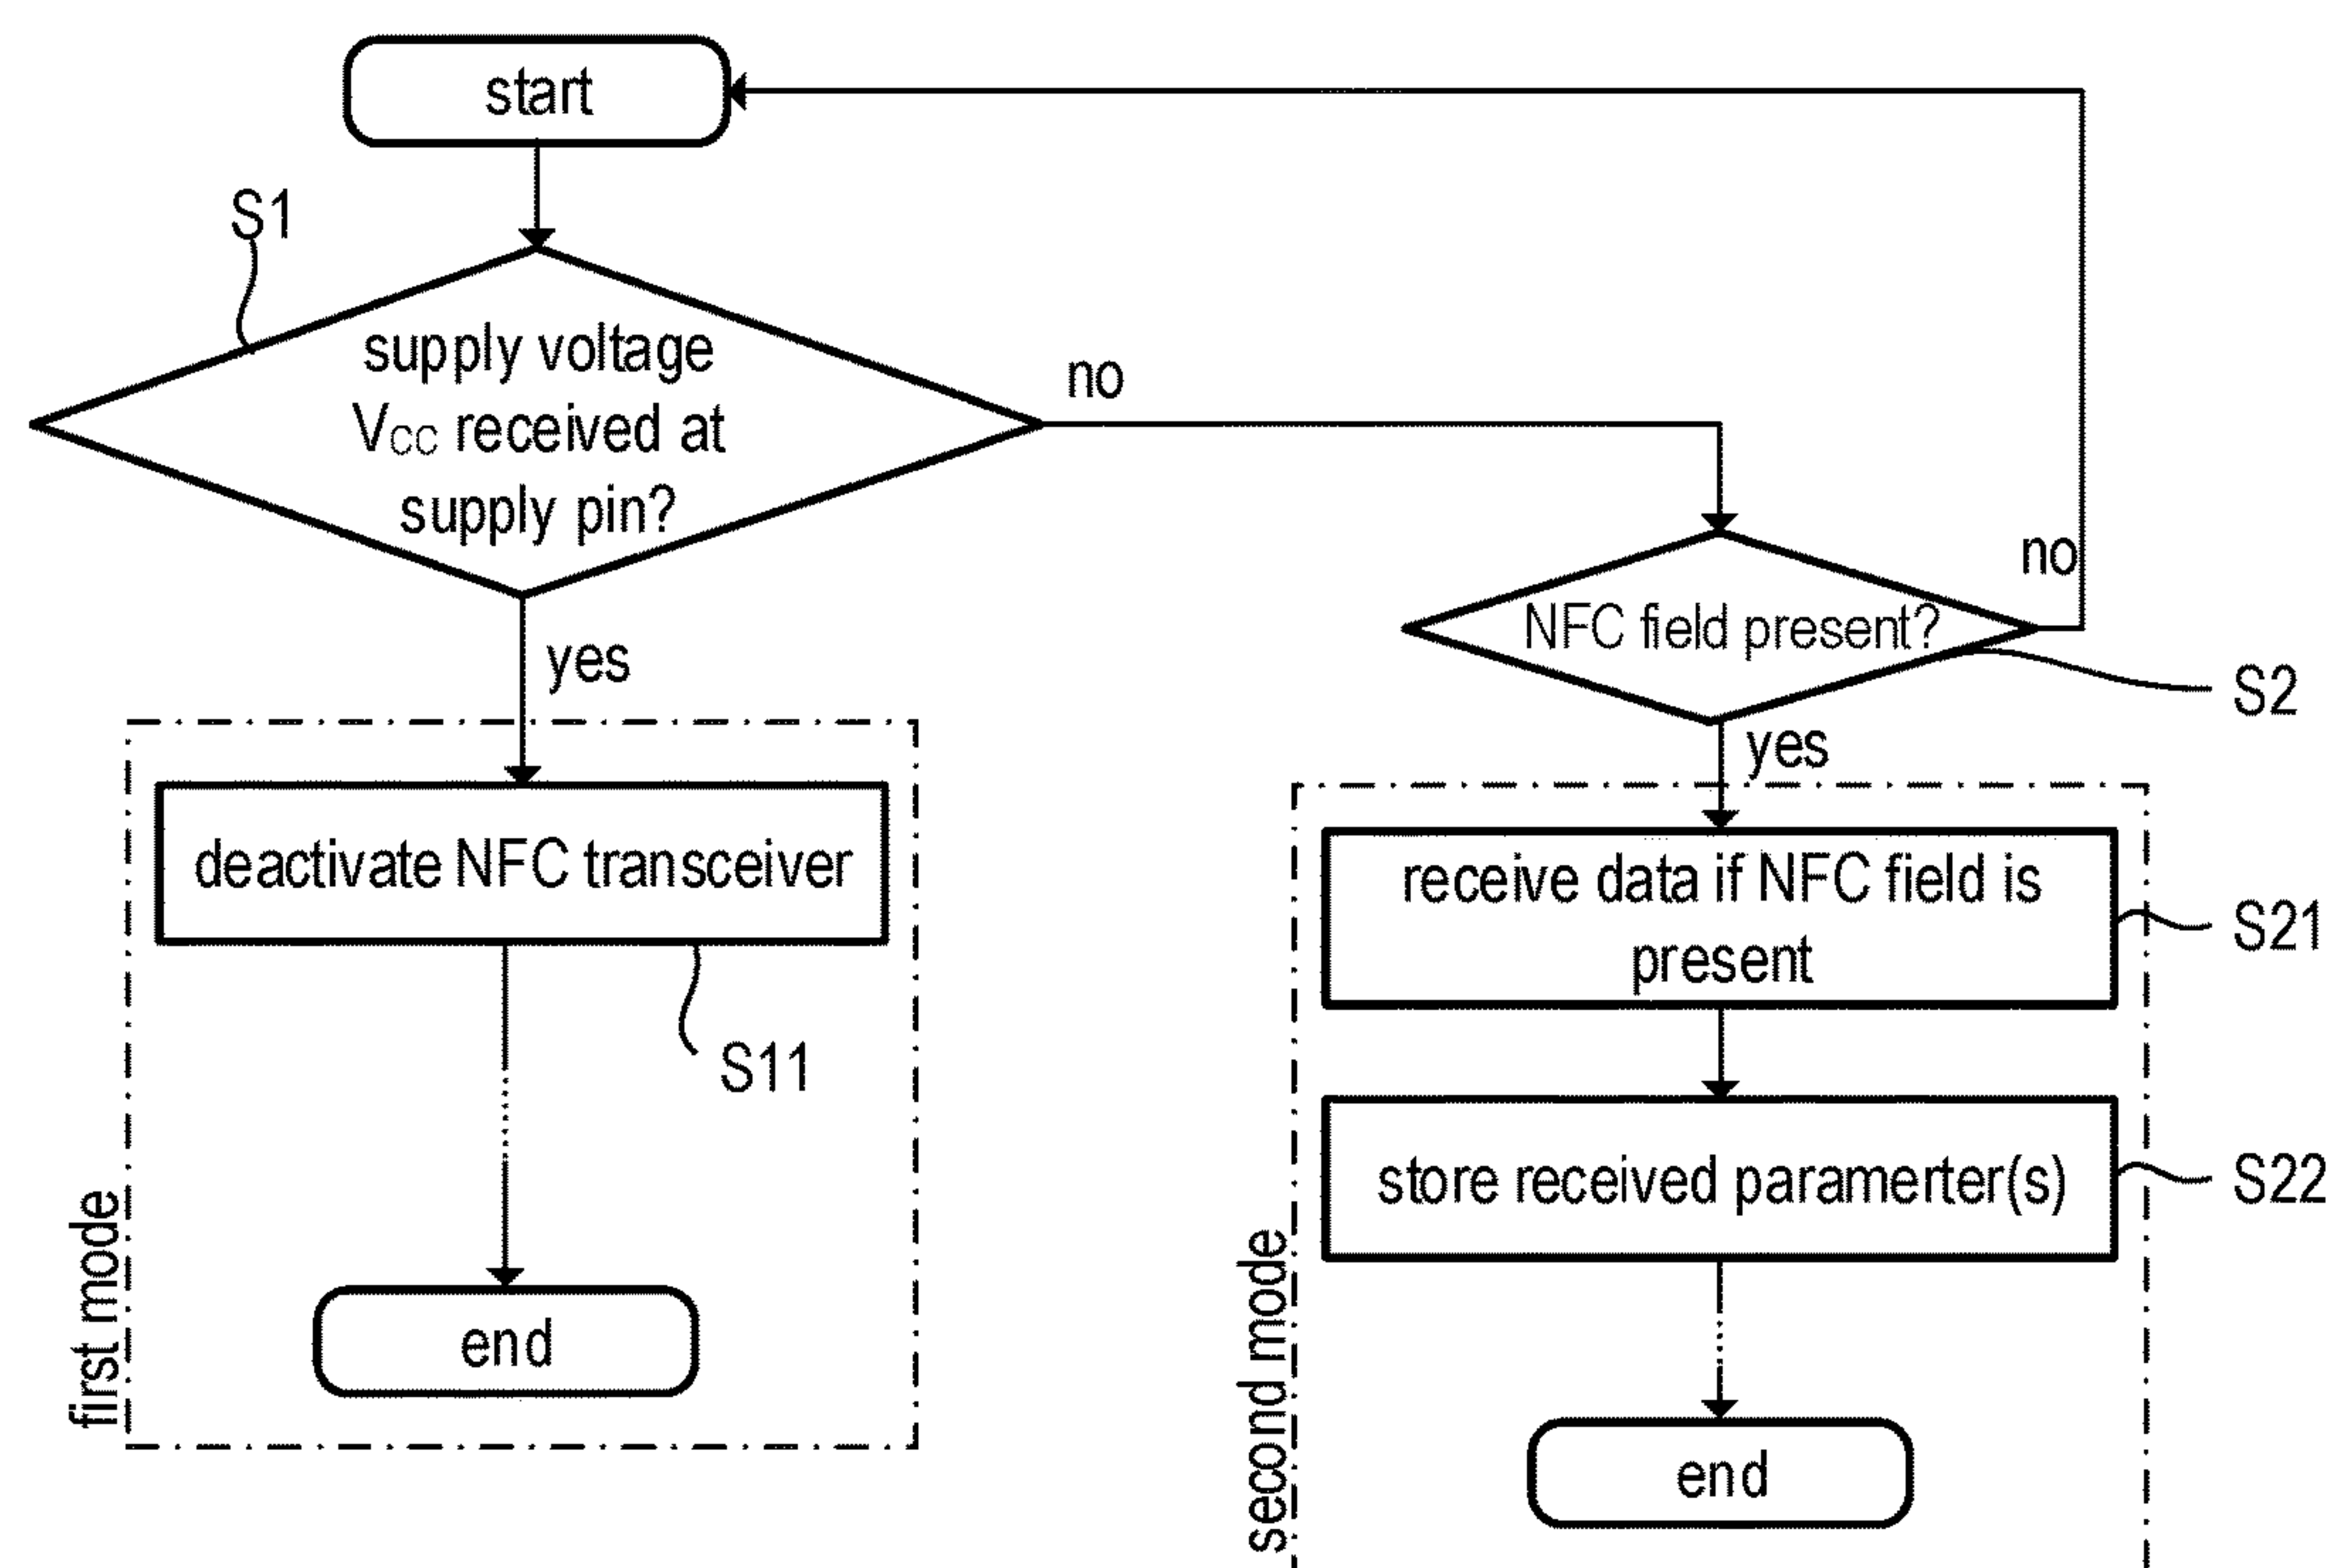 start
S1
supply voltage
VCC received at
supply pin?
no
yes
NFC field present?
no
S2
yes
first mode
deactivate NFC transceiver
S11
end
second mode
receive data if NFC field is
present
S21
store received paramerter(s)
S22
end